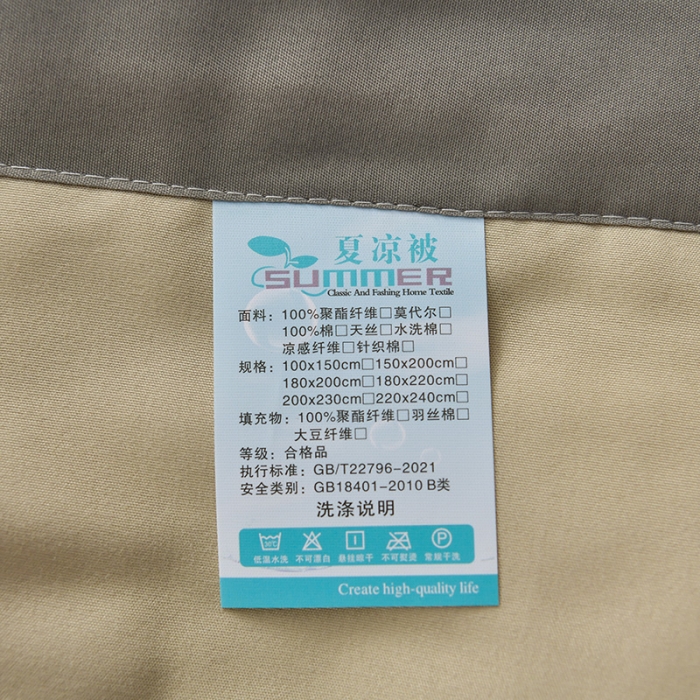 夏凉被
SUMMER
Classic And Fashing Home Textile
面料：100%聚酯纤维□莫代尔□
100%棉□天丝□水洗棉□
凉感纤维□针织棉□
规格：100x150cm□150x200cm□
180x200cm□180x220cm□
200x230cm□220x240cm□
填充物：100%聚酯纤维□羽丝棉□
大豆纤维□
等级：合格品
执行标准：GB/T22796-2021
安全类别：GB18401-2010 B类
洗涤说明
30℃ P
低温水洗 不可漂白 悬挂晾干 不可熨烫 常规干洗
Create high-quality life